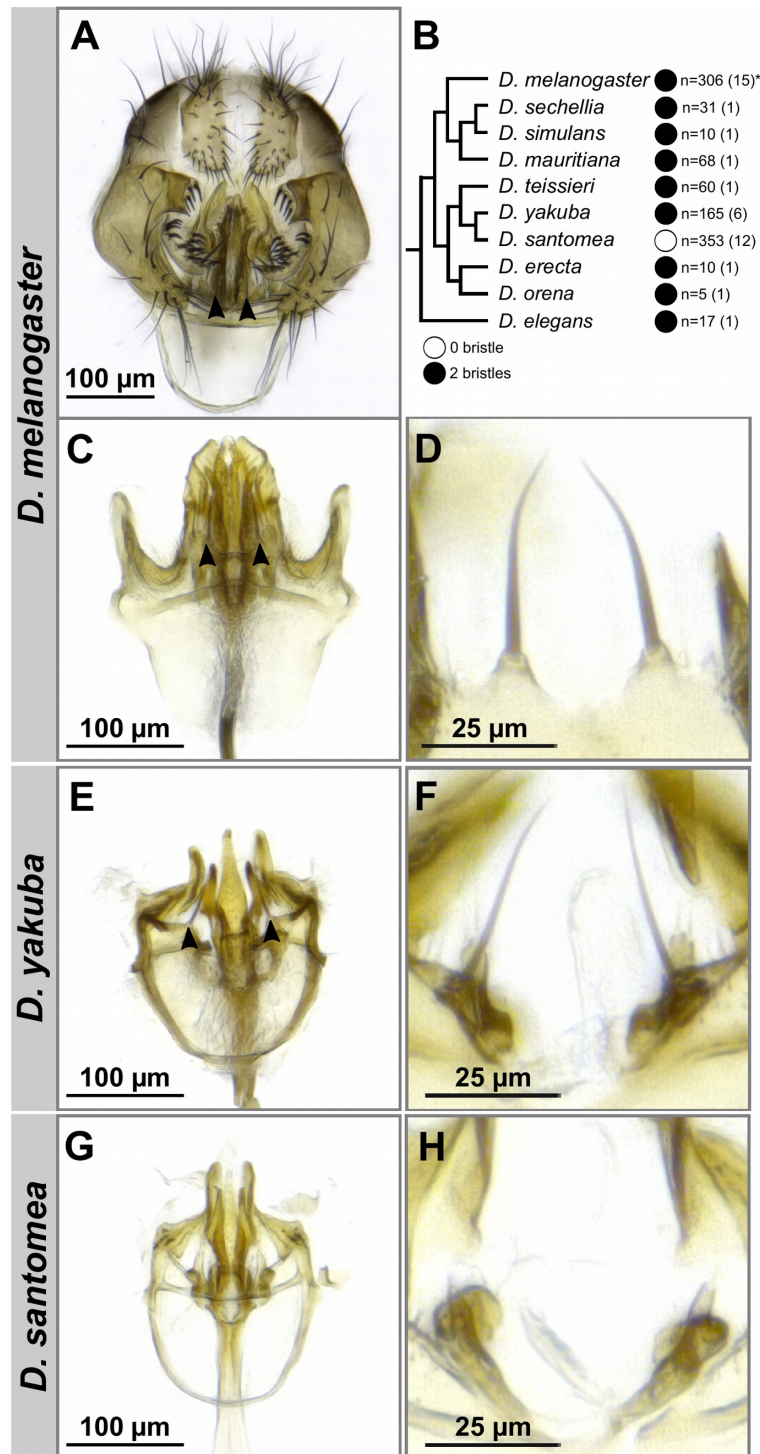 A
B
D. melanogaster n=306 (15)*
D. sechellia n=31 (1)
D. simulans n=10 (1)
D. mauritiana n=68 (1)
D. teissieri n=60 (1)
D. yakuba n=165 (6)
D. santomea n=353 (12)
D. erecta n=10 (1)
D. orena n=5 (1)
D. elegans n=17 (1)
0 bristle
2 bristles
100 µm
D. melanogaster
C
D
100 µm
25 µm
D. yakuba
E
F
100 µm
25 µm
D. santomea
G
H
100 µm
25 µm